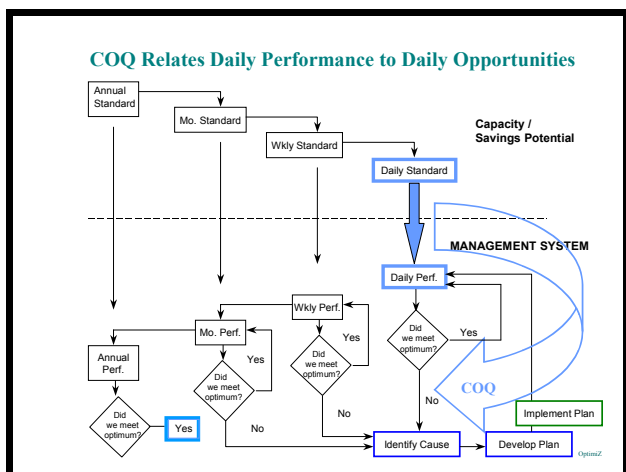 COQ Relates Daily Performance to Daily Opportunities
Annual
Standard
Mo. Standard
Capacity /
Savings Potential
Wkly Standard
Daily Standard
MANAGEMENT SYSTEM
Daily Perf.
Wkly Perf.
Mo. Perf.
Yes
Yes
Did
we meet
optimum?
Yes
Annual
Perf.
Did
we meet
optimum?
Did
we meet
optimum?
COQ
No
Implement Plan
Did
we meet
optimum?
Yes
No
No
Identify Cause
Develop Plan
OptimiZ